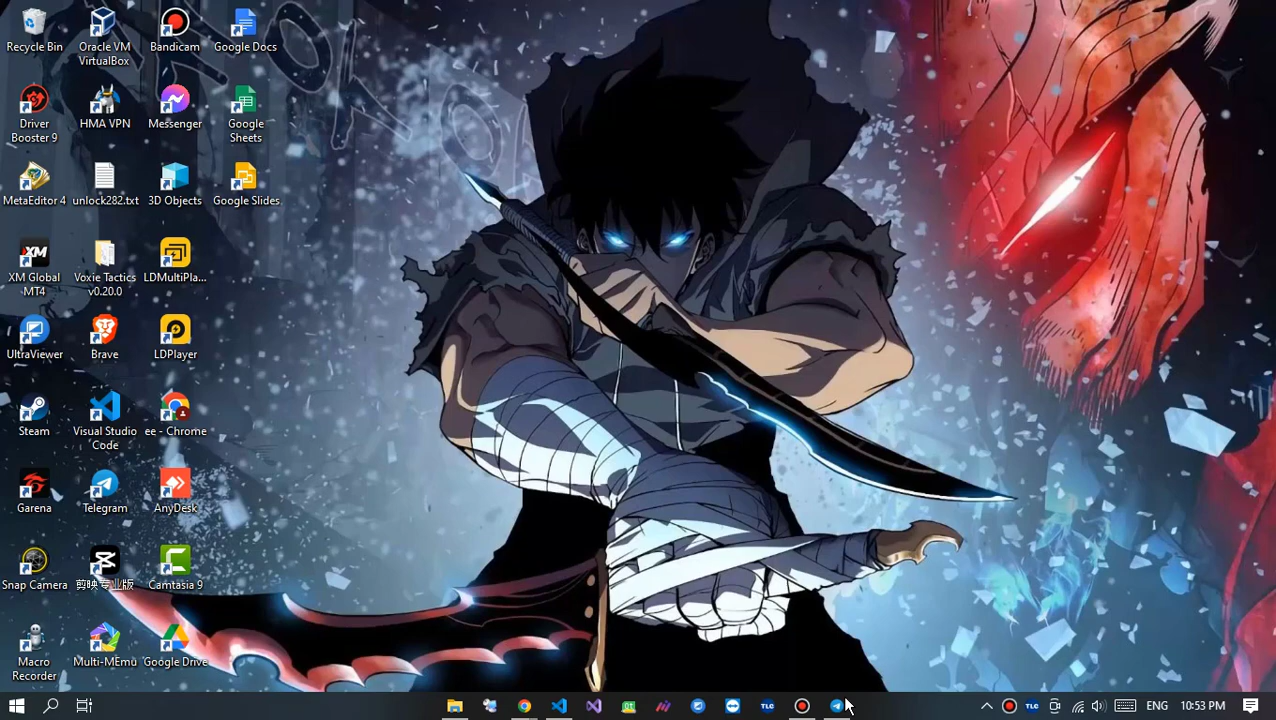 Recycle Bin
Oracle VM
VirtualBox
Bandicam
Google Docs
Driver
Booster 9
HMA VPN
Messenger
Google
Sheets
MetaEditor 4
unlock282.txt
3D Objects
Google Slides
XM Global
MT4
Voxie Tactics
v0.20.0
LDMultiPla...
UltraViewer
Brave
LDPlayer
Steam
Visual Studio
Code
ee - Chrome
Garena
Telegram
AnyDesk
Snap Camera
剪映专业版
Camtasia 9
Macro
Recorder
Multi-MEmu
Google Drive
TLC
TLC
ENG
10:53 PM